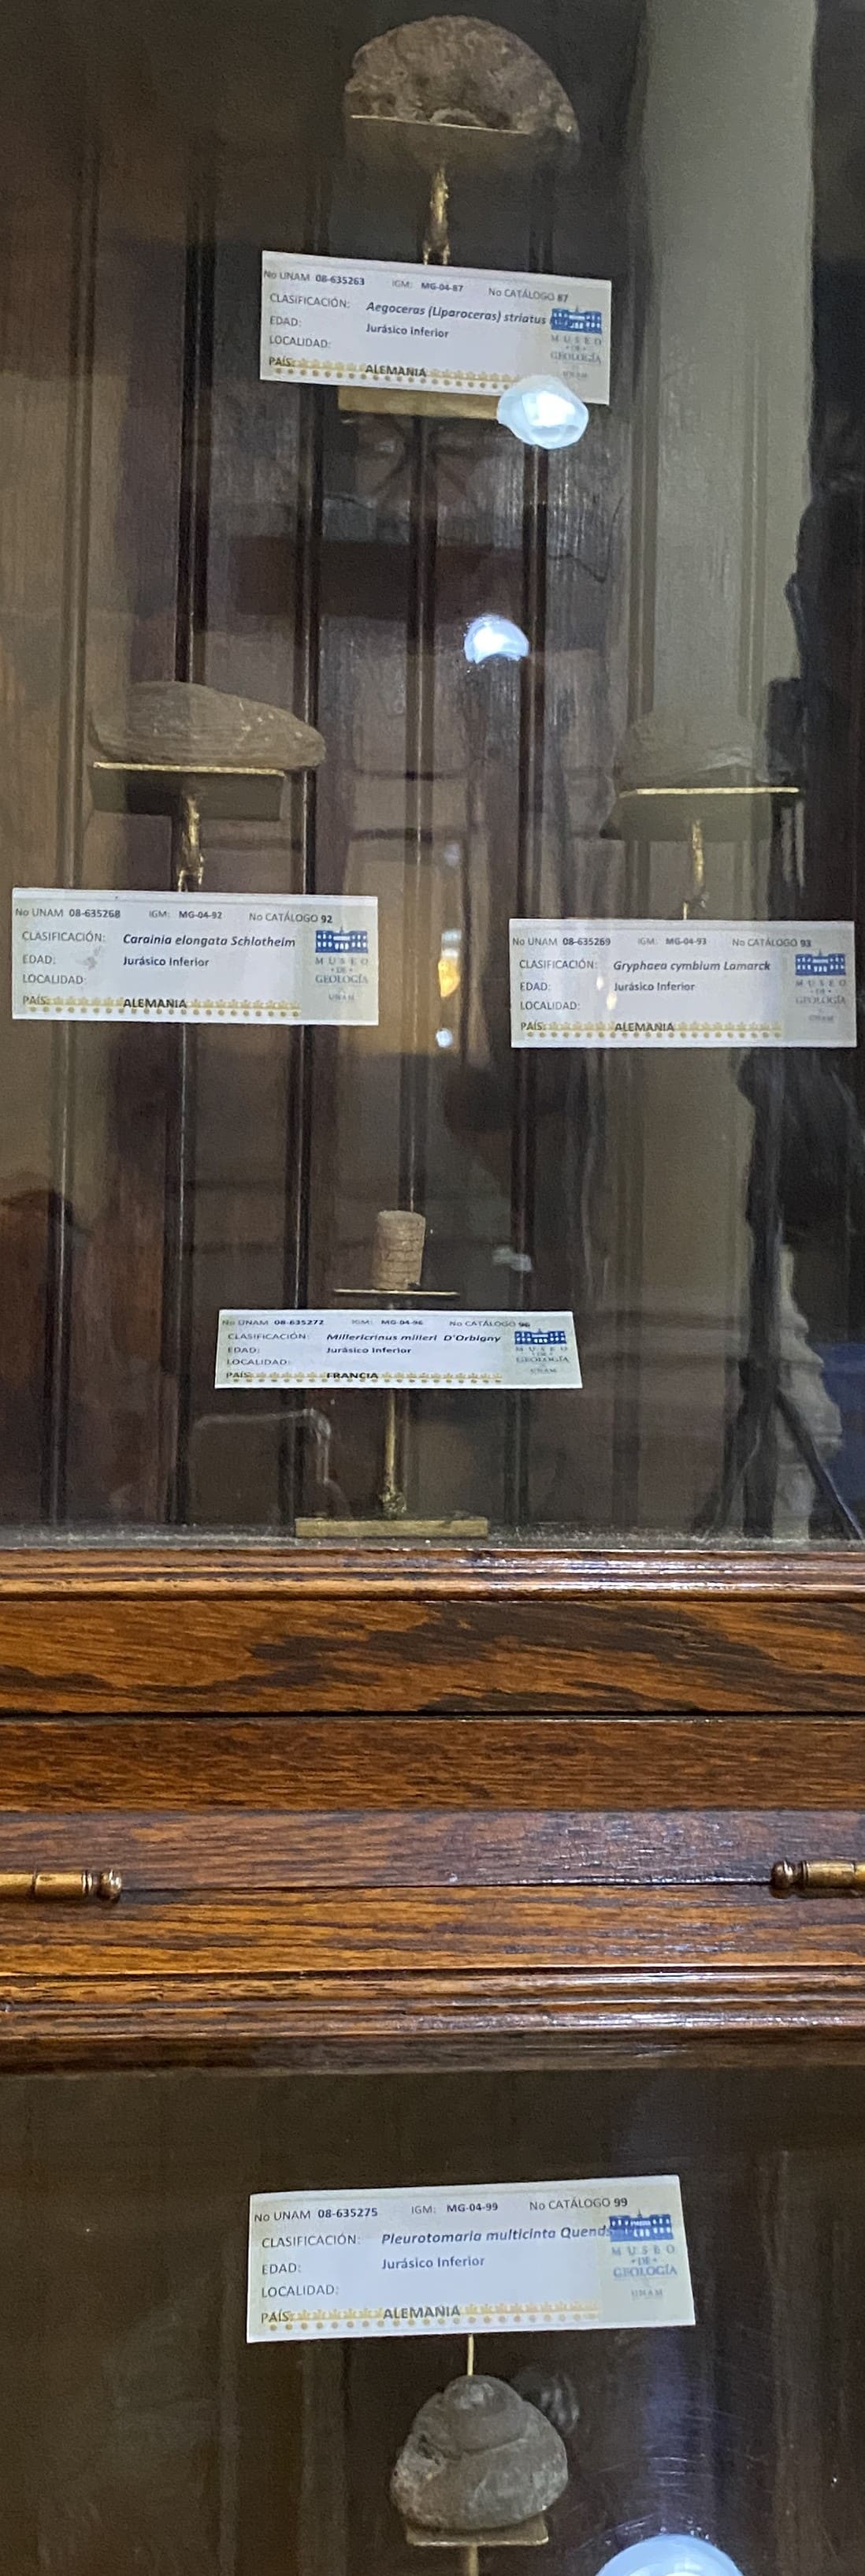 No UNAM 08-635263 IGM: MG-04-87 No CATÁLOGO 87
CLASIFICACIÓN: Aegoceras (Liparoceras) striatus
EDAD: Jurásico Inferior
LOCALIDAD:
PAÍS: ALEMANIA
MUSEO
DE
GEOLOGÍA
UNAM
No UNAM 08-635268 IGM: MG-04-92 No CATÁLOGO 92
CLASIFICACIÓN: Carainia elongata Schlotheim
EDAD: Jurásico Inferior
LOCALIDAD:
PAÍS: ALEMANIA
MUSEO
DE
GEOLOGÍA
UNAM
No UNAM 08-635269 IGM: MG-04-93 No CATÁLOGO 93
CLASIFICACIÓN: Gryphaea cymbium Lamarck
EDAD: Jurásico Inferior
LOCALIDAD:
PAÍS: ALEMANIA
MUSEO
DE
GEOLOGÍA
UNAM
No UNAM 08-635272 IGM: MG-04-96 No CATÁLOGO 96
CLASIFICACIÓN: Millericrinus milleri D'Orbigny
EDAD: Jurásico Inferior
LOCALIDAD:
PAÍS: FRANCIA
MUSEO
DE
GEOLOGÍA
UNAM
No UNAM 08-635275 IGM: MG-04-99 No CATÁLOGO 99
CLASIFICACIÓN: Pleurotomaria multicinta Quends
EDAD: Jurásico Inferior
LOCALIDAD:
PAÍS: ALEMANIA
MUSEO
DE
GEOLOGÍA
UNAM